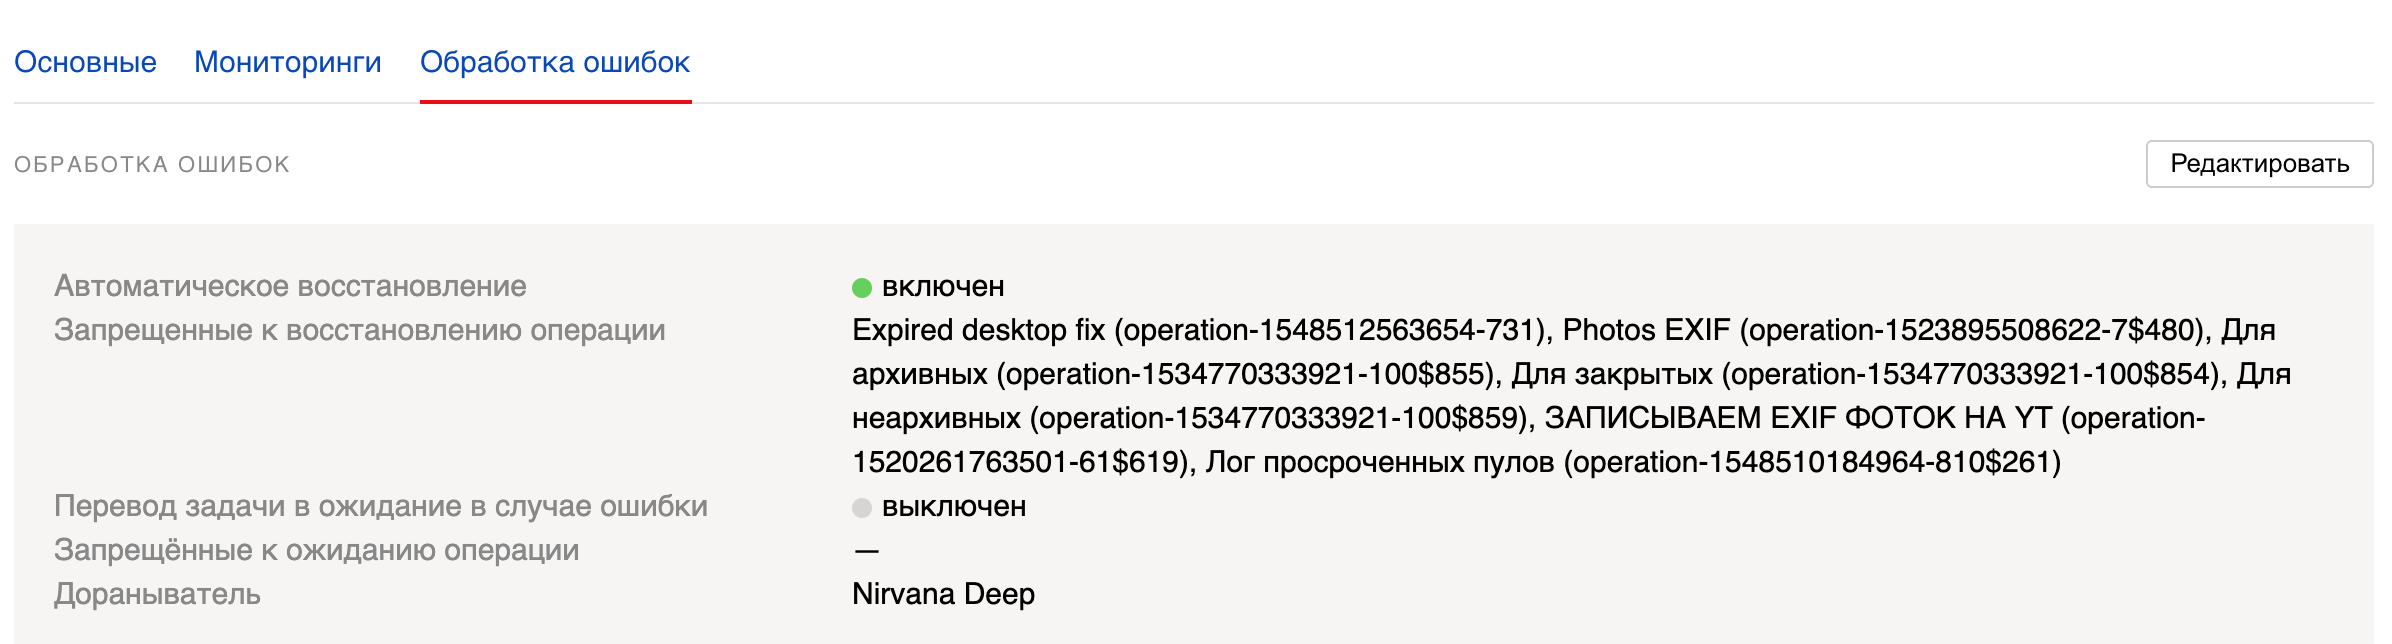 Основные Мониторинги Обработка ошибок
ОБРАБОТКА ОШИБОК Редактировать
Автоматическое восстановление включен
Запрещенные к восстановлению операции Expired desktop fix (operation-1548512563654-731), Photos EXIF (operation-1523895508622-7$480), Для
архивных (operation-1534770333921-100$855), Для закрытых (operation-1534770333921-100$854), Для
неархивных (operation-1534770333921-100$859), ЗАПИСЫВАЕМ EXIF ФОТОК НА YT (operation-
1520261763501-61$619), Лог просроченных пулов (operation-1548510184964-810$261)
Перевод задачи в ожидание в случае ошибки выключен
Запрещённые к ожиданию операции —
Дораныватель Nirvana Deep